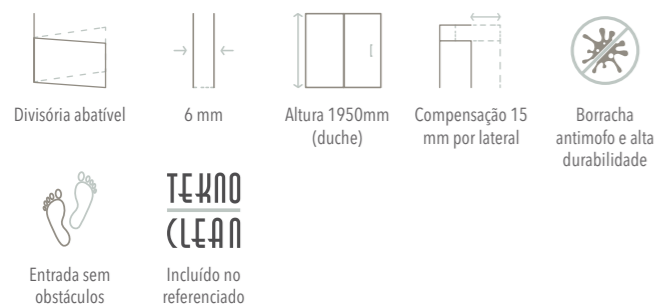 Divisória abatível
6 mm
Altura 1950mm
(duche)
Compensação 15
mm por lateral
Borracha
antimofo e alta
durabilidade
TEKNO
CLEAN
Entrada sem
obstáculos
Incluído no
referenciado